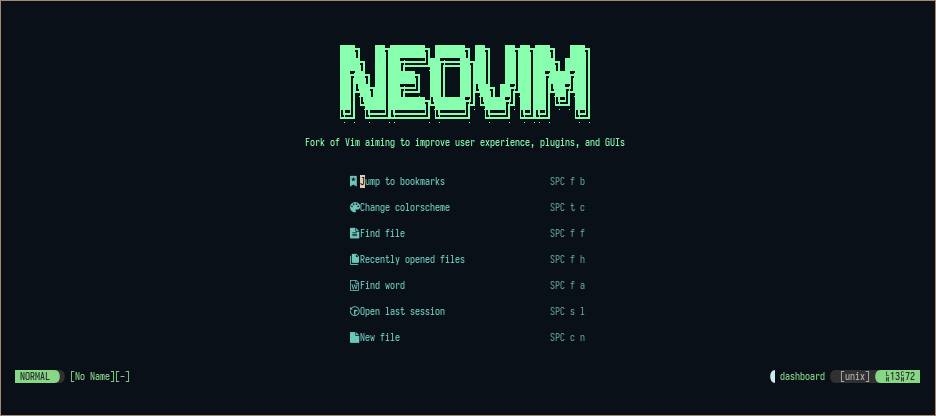 NEOVIM
Fork of Vim aiming to improve user experience, plugins, and GUIs
Jump to bookmarks SPC f b
Change colorscheme SPC t c
Find file SPC f f
Recently opened files SPC f h
Find word SPC f a
Open last session SPC s l
New file SPC c n
NORMAL [No Name][-] dashboard [unix] LN13CN72